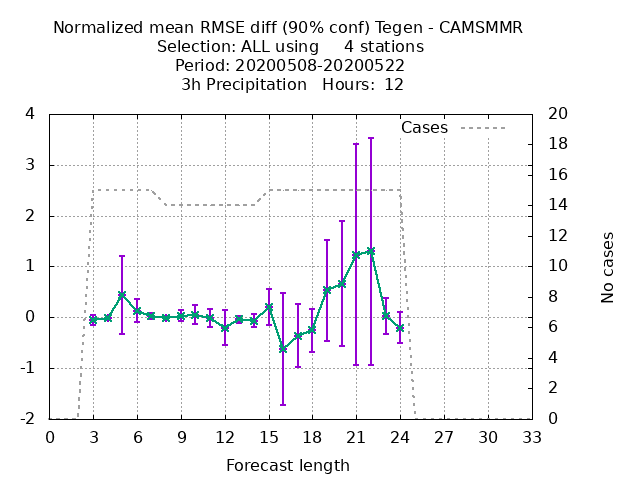 Normalized mean RMSE diff (90% conf) Tegen - CAMSMMR
Selection: ALL using     4 stations
Period: 20200508-20200522
3h Precipitation   Hours:  12
Cases
4
3
2
1
0
-1
-2
20
18
16
14
12
10
8
6
4
2
0
No cases
0 3 6 9 12 15 18 21 24 27 30 33
Forecast length